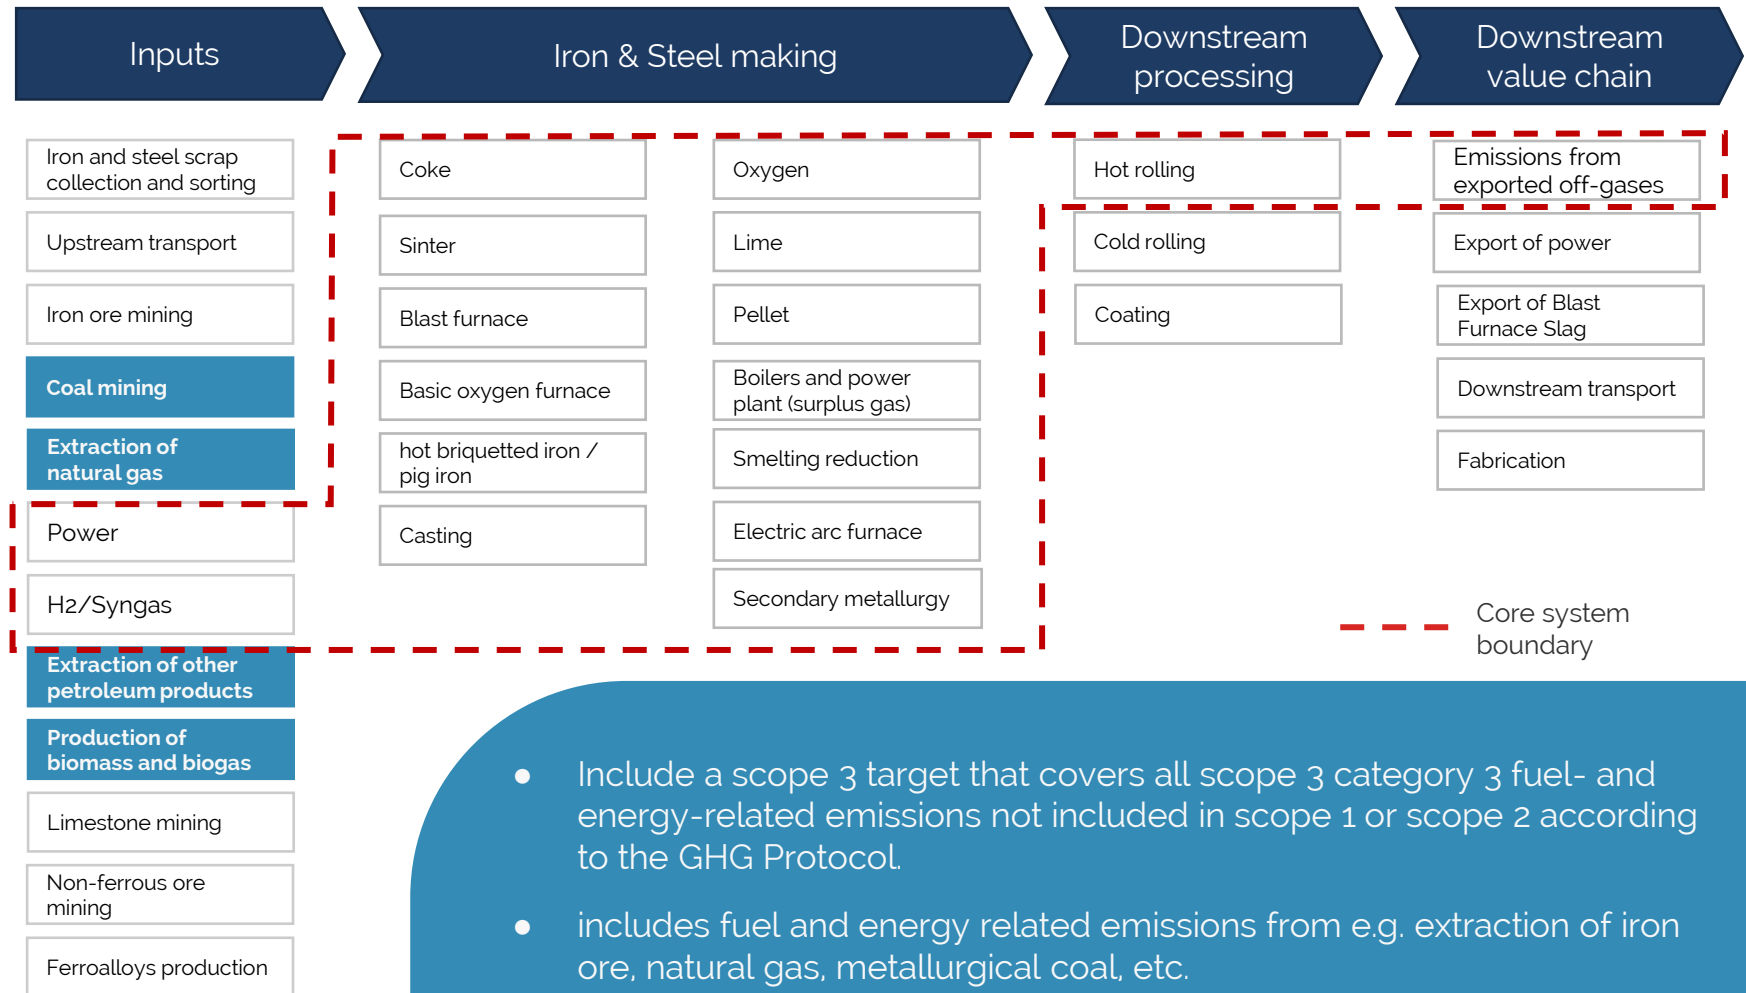 Inputs
Iron & Steel making
Downstream
processing
Downstream
value chain
Iron and steel scrap
collection and sorting
Upstream transport
Iron ore mining
Coal mining
Extraction of
natural gas
Power
H2/Syngas
Extraction of other
petroleum products
Production of
biomass and biogas
Limestone mining
Non-ferrous ore
mining
Ferroalloys production
Coke
Sinter
Blast furnace
Basic oxygen furnace
hot briquetted iron /
pig iron
Casting
Oxygen
Lime
Pellet
Boilers and power
plant (surplus gas)
Smelting reduction
Electric arc furnace
Secondary metallurgy
Hot rolling
Cold rolling
Coating
Emissions from
exported off-gases
Export of power
Export of Blast
Furnace Slag
Downstream transport
Fabrication
Core system
boundary
● Include a scope 3 target that covers all scope 3 category 3 fuel- and
energy-related emissions not included in scope 1 or scope 2 according
to the GHG Protocol.
● includes fuel and energy related emissions from e.g. extraction of iron
ore, natural gas, metallurgical coal, etc.